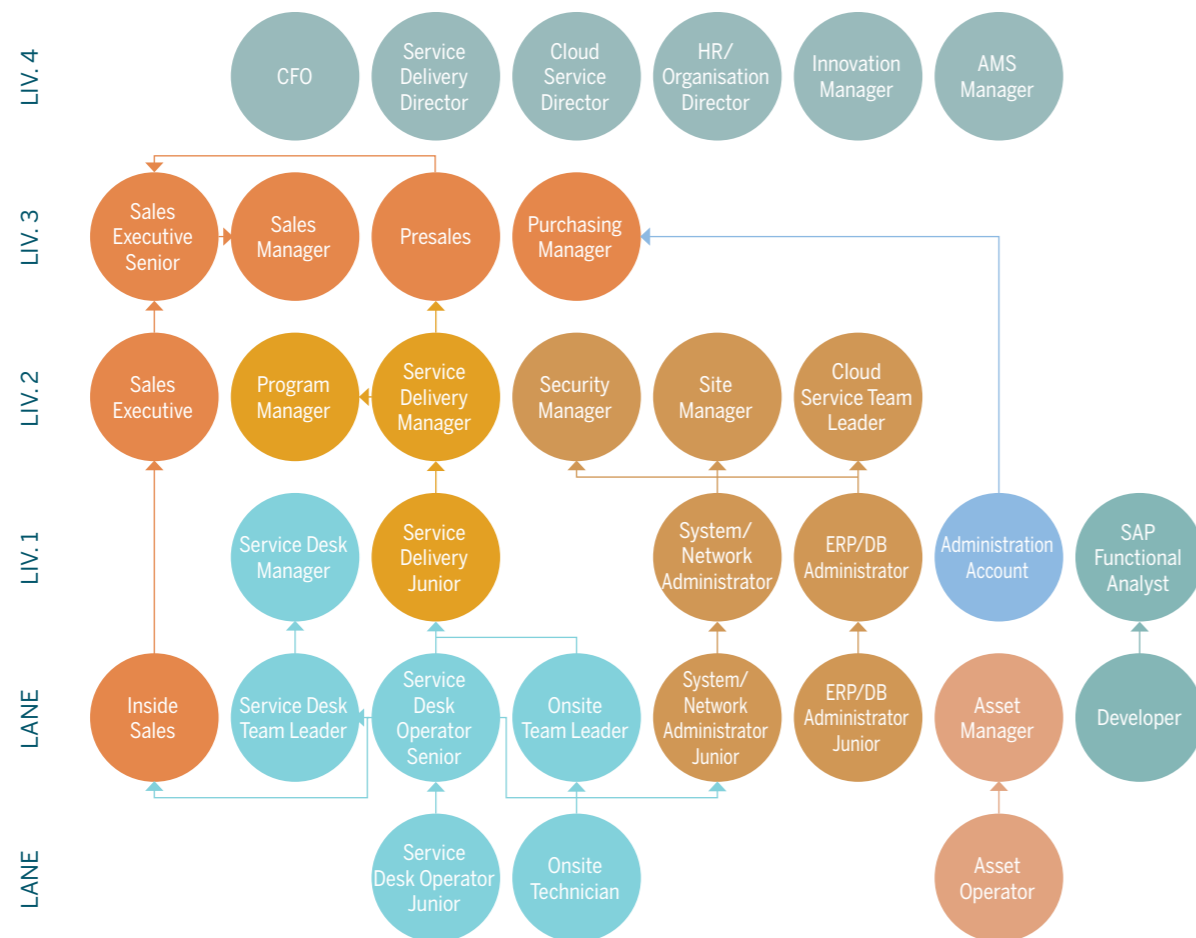 LIV. 4
CFO
Service
Delivery
Director
Cloud
Service
Director
HR/
Organisation
Director
Innovation
Manager
AMS
Manager
LIV. 3
Sales
Executive
Senior
Sales
Manager
Presales
Purchasing
Manager
LIV. 2
Sales
Executive
Program
Manager
Service
Delivery
Manager
Security
Manager
Site
Manager
Cloud
Service Team
Leader
LIV. 1
Service Desk
Manager
Service
Delivery
Junior
System/
Network
Administrator
ERP/DB
Administrator
Administration
Account
SAP
Functional
Analyst
LANE
Inside
Sales
Service Desk
Team Leader
Service
Desk
Operator
Senior
Onsite
Team Leader
System/
Network
Administrator
Junior
ERP/DB
Administrator
Junior
Asset
Manager
Developer
LANE
Service
Desk Operator
Junior
Onsite
Technician
Asset
Operator